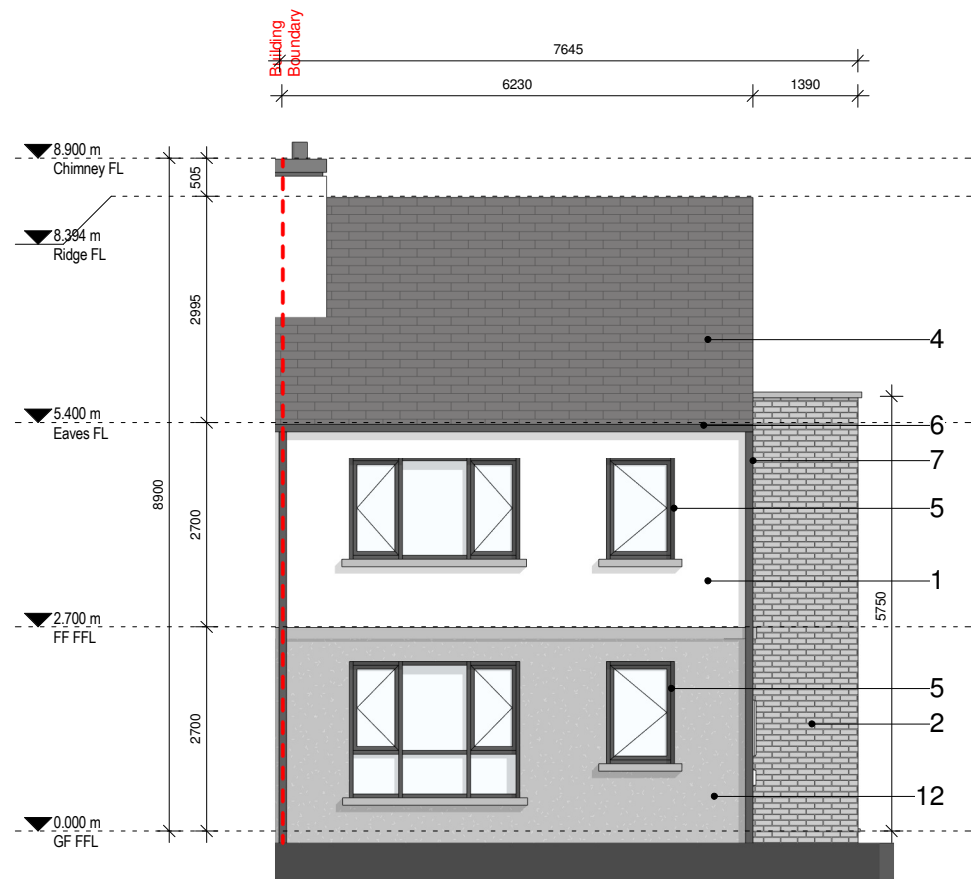 Building
Boundary
7645
6230
1390
8.900 m
Chimney FL
505
8.394 m
Ridge FL
2995
4
5.400 m
Eaves FL
6
7
8900
2700
5
1
5750
2.700 m
FF FFL
5
2
2700
12
0.000 m
GF FFL